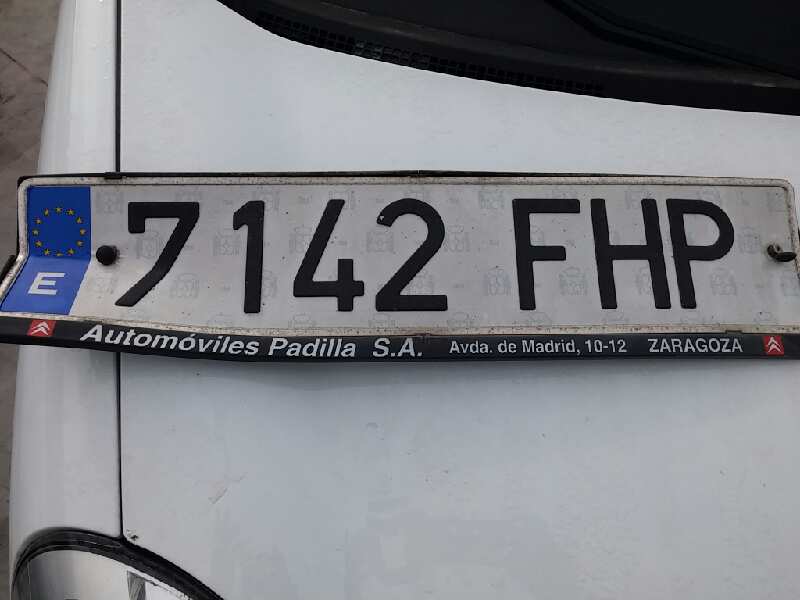 E 7142 FHP
Automóviles Padilla S.A. Avda. de Madrid, 10-12 ZARAGOZA